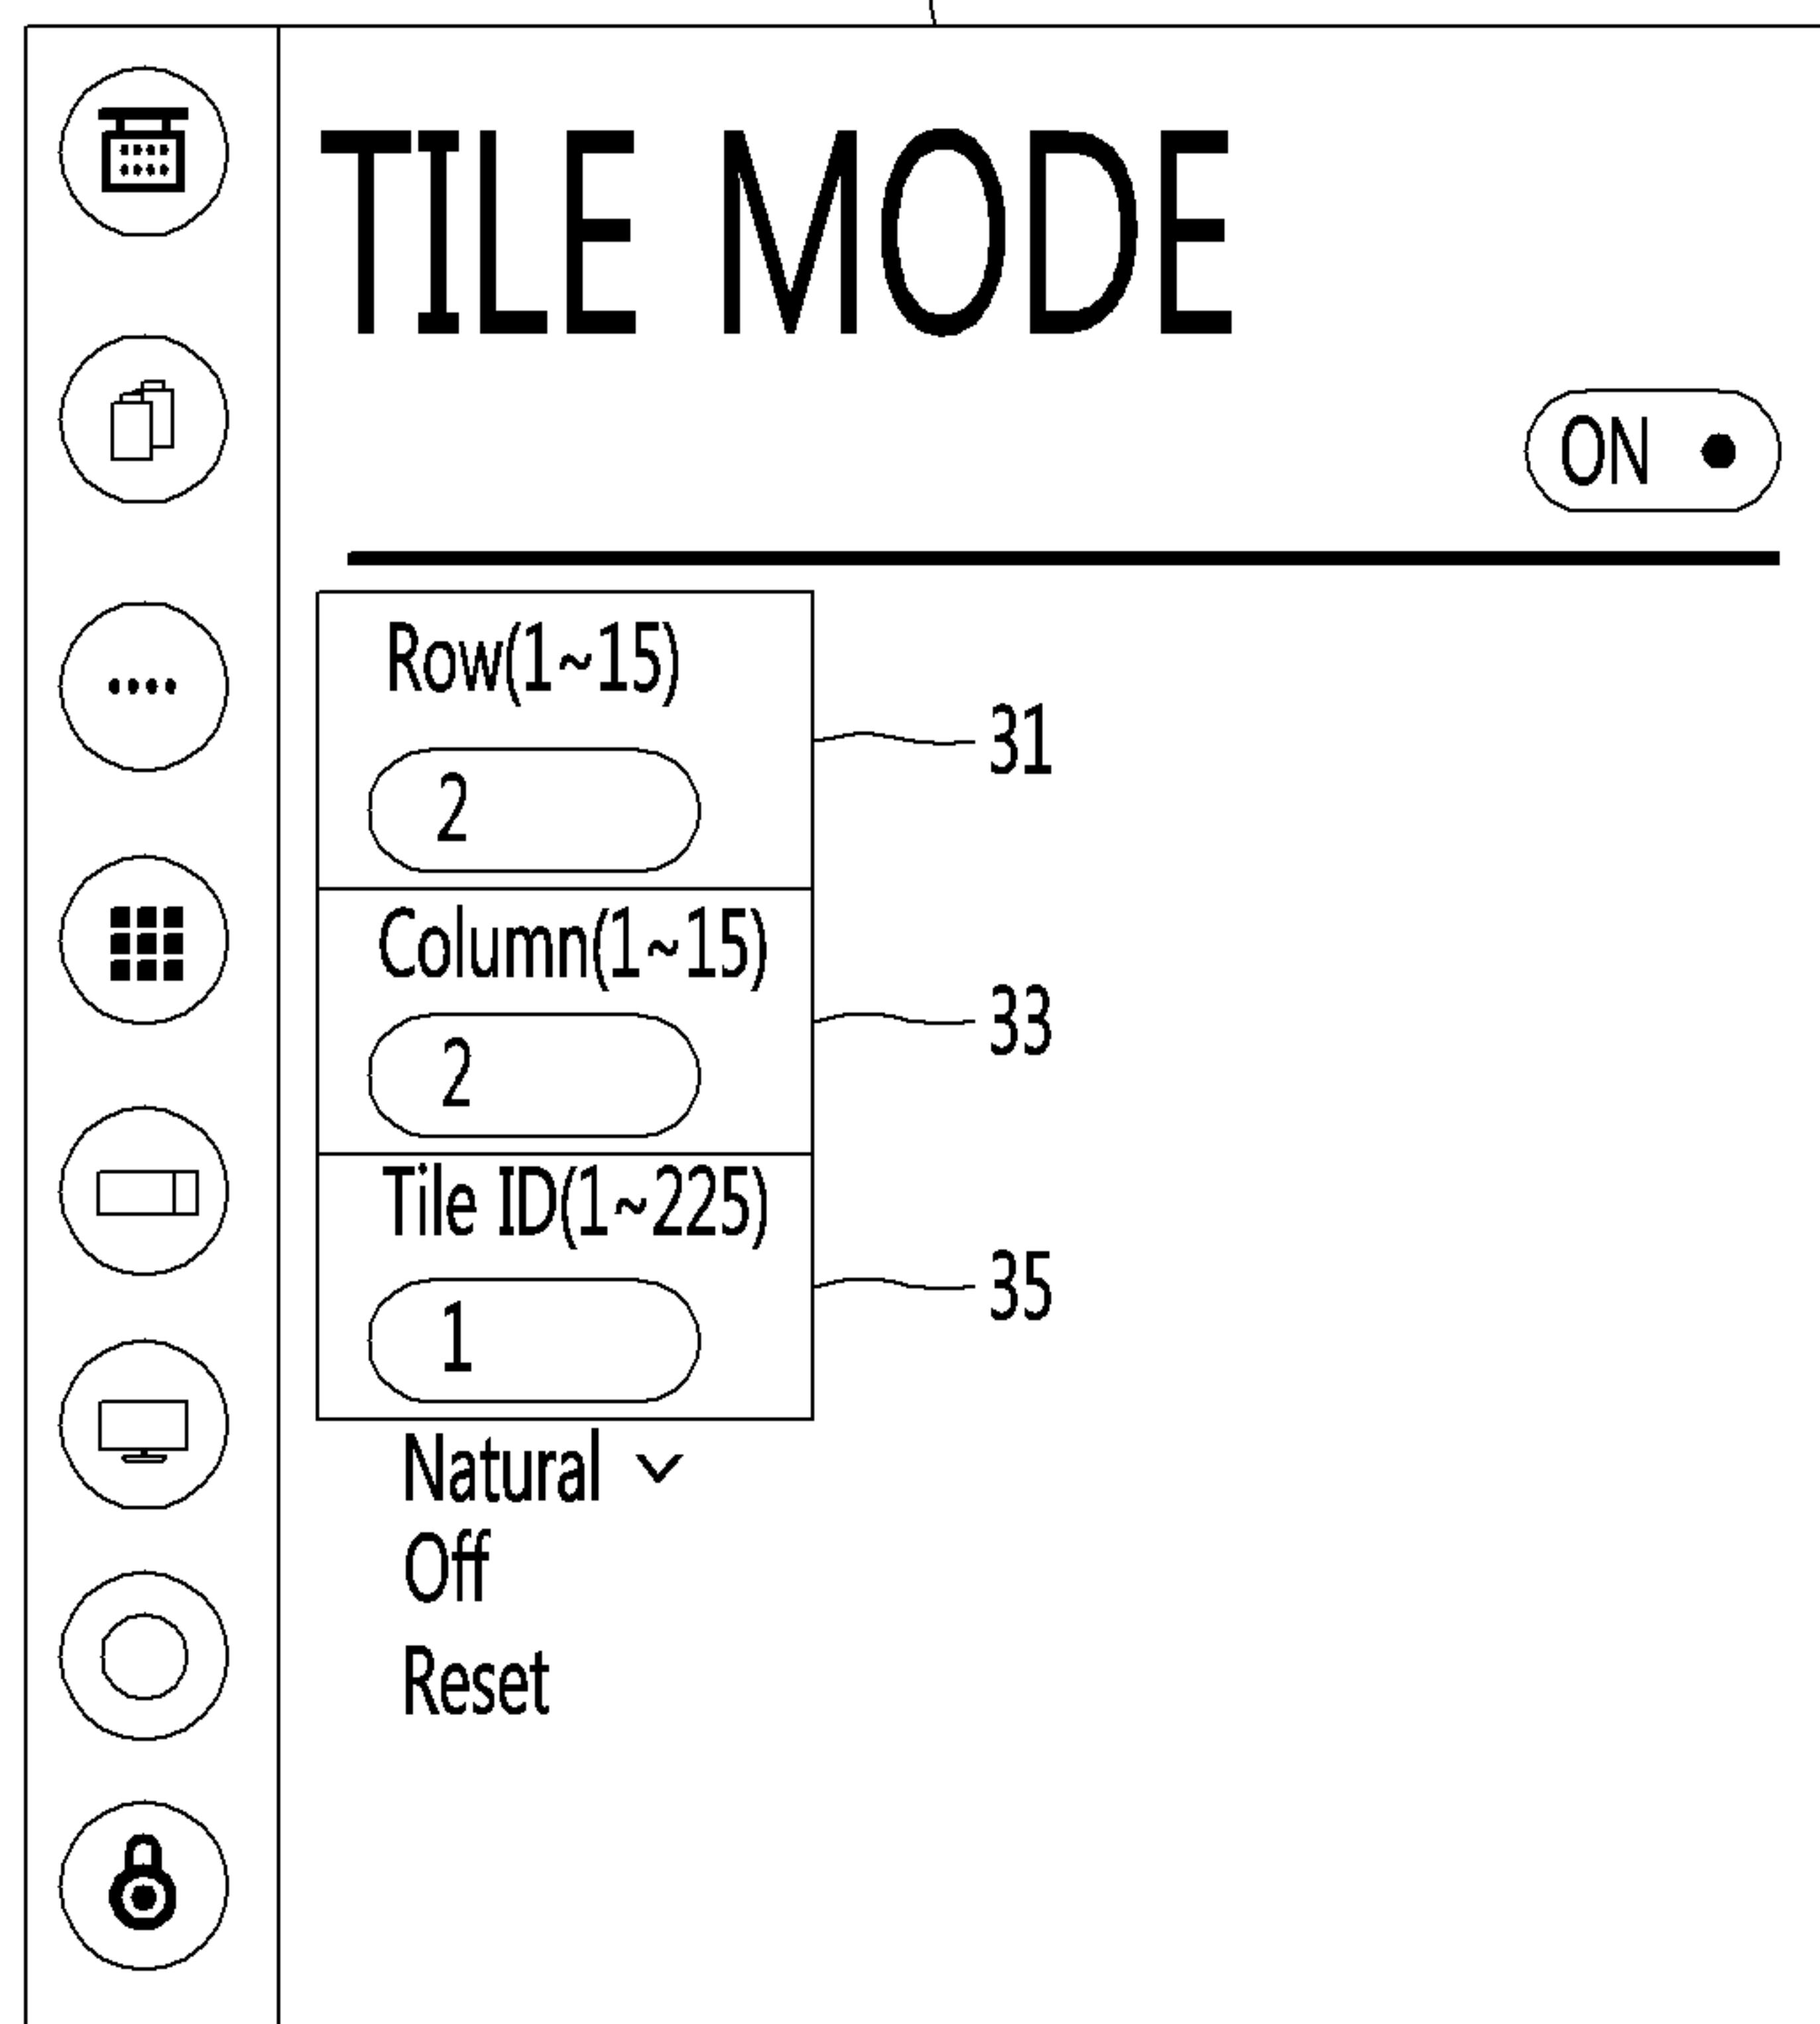 TILE MODE
ON
Row(1~15)
2
31
Column(1~15)
2
33
Tile ID(1~225)
1
35
Natural
Off
Reset